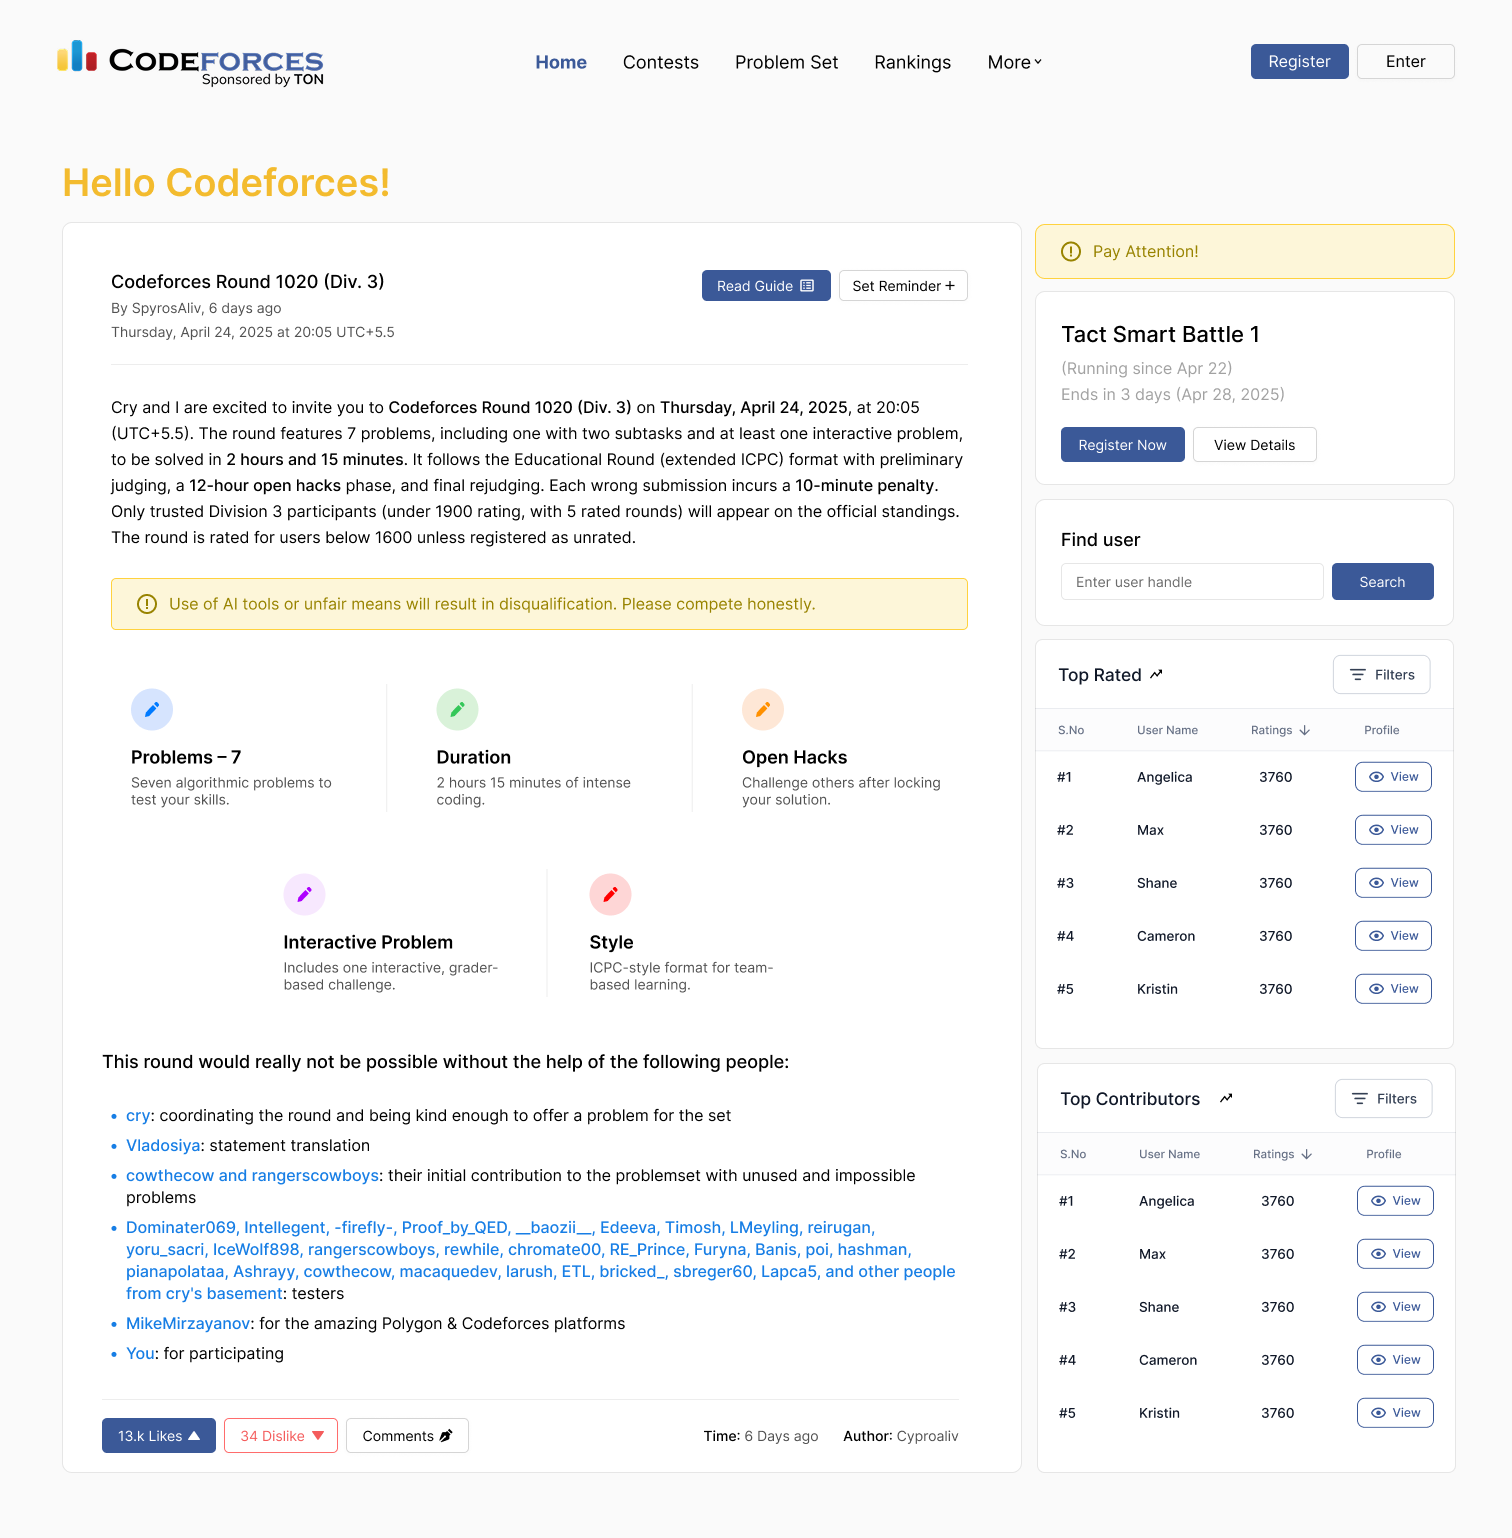 CODEFORCES
Sponsored by TON
Home
Contests
Problem Set
Rankings
More
Register
Enter
Hello Codeforces!
Codeforces Round 1020 (Div. 3)
By SpyrosAliv, 6 days ago
Thursday, April 24, 2025 at 20:05 UTC+5.5
Read Guide
Set Reminder +
Cry and I are excited to invite you to Codeforces Round 1020 (Div. 3) on Thursday, April 24, 2025, at 20:05
(UTC+5.5). The round features 7 problems, including one with two subtasks and at least one interactive problem,
to be solved in 2 hours and 15 minutes. It follows the Educational Round (extended ICPC) format with preliminary
judging, a 12-hour open hacks phase, and final rejudging. Each wrong submission incurs a 10-minute penalty.
Only trusted Division 3 participants (under 1900 rating, with 5 rated rounds) will appear on the official standings.
The round is rated for users below 1600 unless registered as unrated.
Use of AI tools or unfair means will result in disqualification. Please compete honestly.
Problems – 7
Seven algorithmic problems to
test your skills.
Duration
2 hours 15 minutes of intense
coding.
Open Hacks
Challenge others after locking
your solution.
Interactive Problem
Includes one interactive, grader-
based challenge.
Style
ICPC-style format for team-
based learning.
This round would really not be possible without the help of the following people:
• cry: coordinating the round and being kind enough to offer a problem for the set
• Vladosiya: statement translation
• cowthecow and rangerscowboys: their initial contribution to the problemset with unused and impossible
problems
• Dominater069, Intellegent, -firefly-, Proof_by_QED, __baozii__, Edeeva, Timosh, LMeyling, reirugan,
yoru_sacri, IceWolf898, rangerscowboys, rewhile, chromate00, RE_Prince, Furyna, Banis, poi, hashman,
pianapolataa, Ashrayy, cowthecow, macaquedev, larush, ETL, bricked_, sbreger60, Lapca5, and other people
from cry's basement: testers
• MikeMirzayanov: for the amazing Polygon & Codeforces platforms
• You: for participating
13.k Likes
34 Dislike
Comments
Time: 6 Days ago
Author: Cyproaliv
Pay Attention!
Tact Smart Battle 1
(Running since Apr 22)
Ends in 3 days (Apr 28, 2025)
Register Now
View Details
Find user
Enter user handle
Search
Top Rated
Filters
S.No User Name Ratings Profile
#1 Angelica 3760 View
#2 Max 3760 View
#3 Shane 3760 View
#4 Cameron 3760 View
#5 Kristin 3760 View
Top Contributors
Filters
S.No User Name Ratings Profile
#1 Angelica 3760 View
#2 Max 3760 View
#3 Shane 3760 View
#4 Cameron 3760 View
#5 Kristin 3760 View